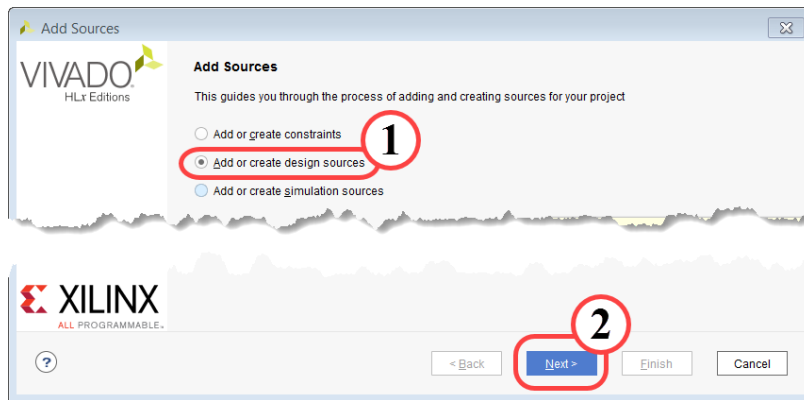 Add Sources
VIVADO
HLx Editions
Add Sources
This guides you through the process of adding and creating sources for your project
Add or create constraints
1
Add or create design sources
Add or create simulation sources
XILINX
ALL PROGRAMMABLE.
2
?
< Back
Next >
Finish
Cancel